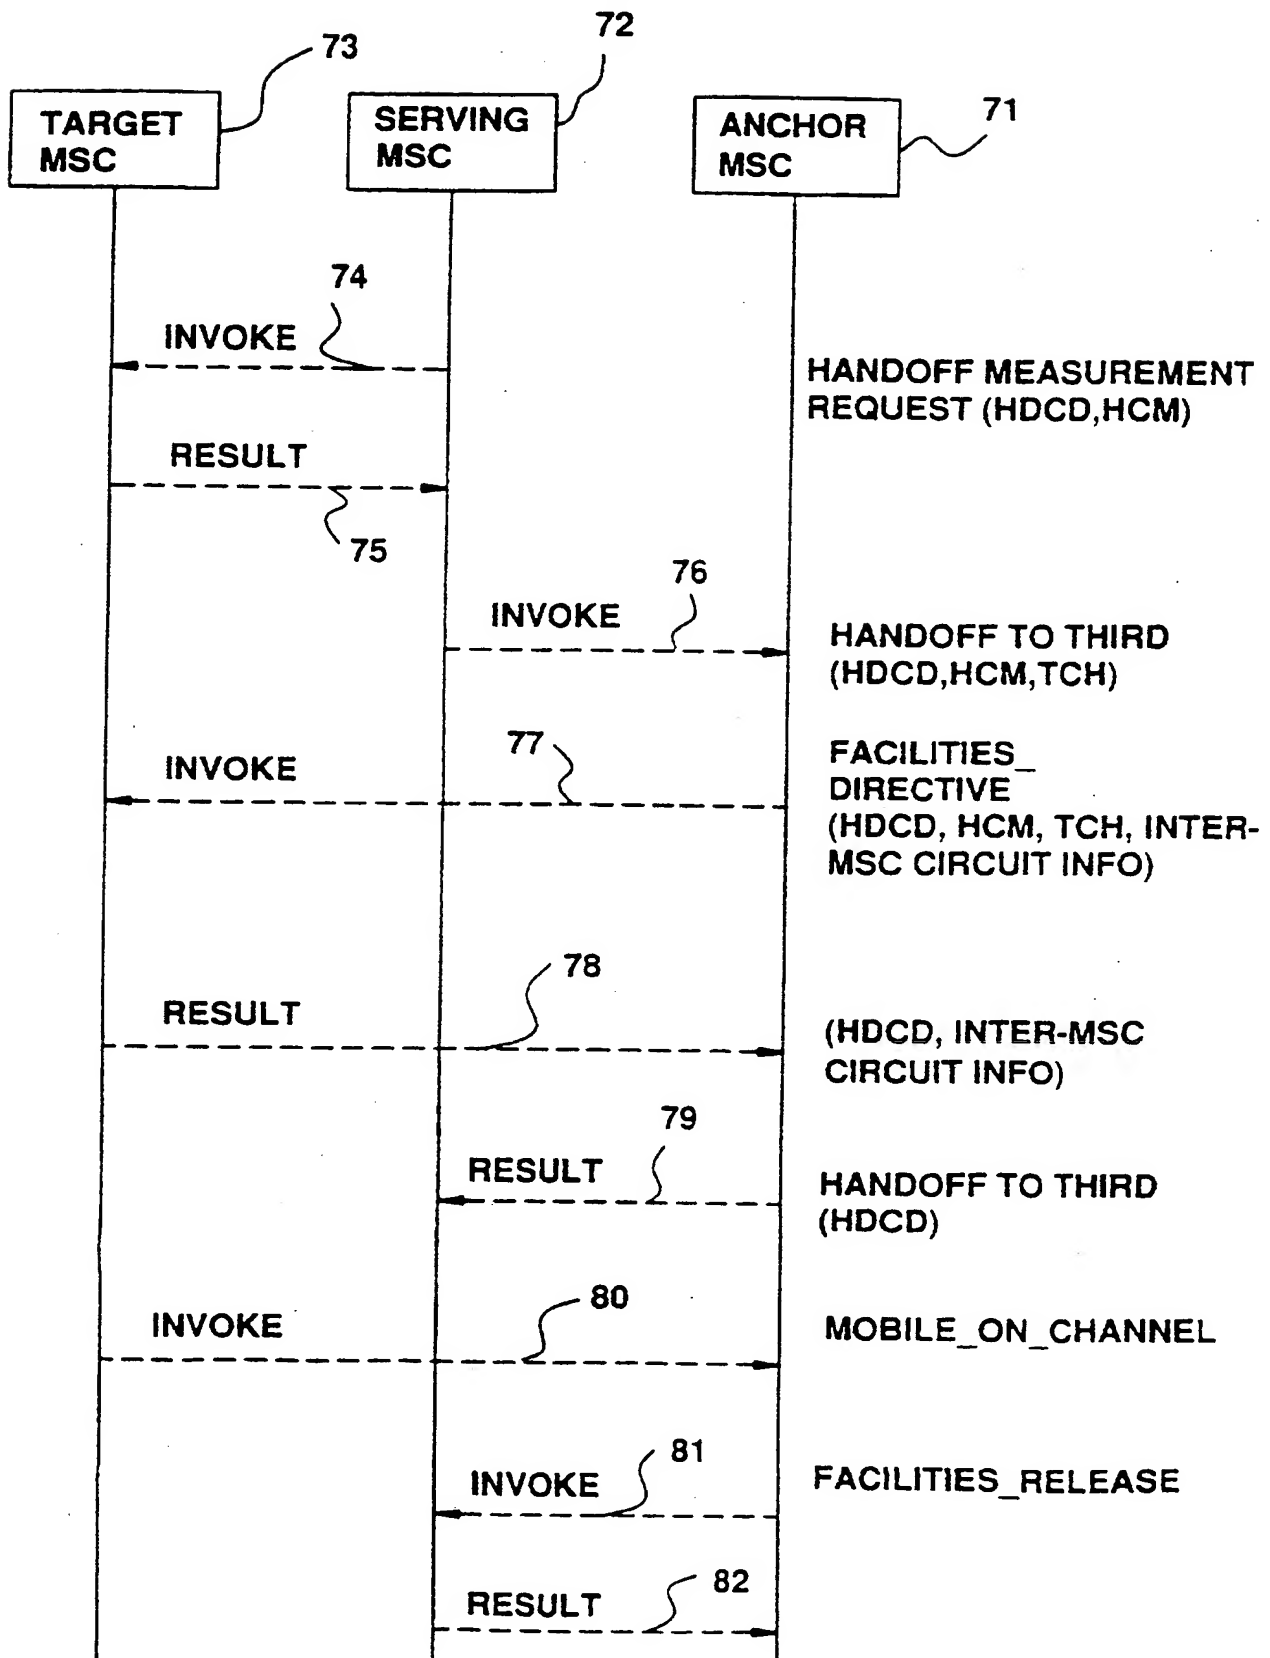 73
72
71
TARGET
MSC
SERVING
MSC
ANCHOR
MSC
74
INVOKE
HANDOFF MEASUREMENT
REQUEST (HDCD,HCM)
RESULT
75
76
INVOKE
HANDOFF TO THIRD
(HDCD,HCM,TCH)
77
INVOKE
FACILITIES_
DIRECTIVE
(HDCD, HCM, TCH, INTER-
MSC CIRCUIT INFO)
78
RESULT
(HDCD, INTER-MSC
CIRCUIT INFO)
79
RESULT
HANDOFF TO THIRD
(HDCD)
80
INVOKE
MOBILE_ON_CHANNEL
81
INVOKE
FACILITIES_RELEASE
82
RESULT